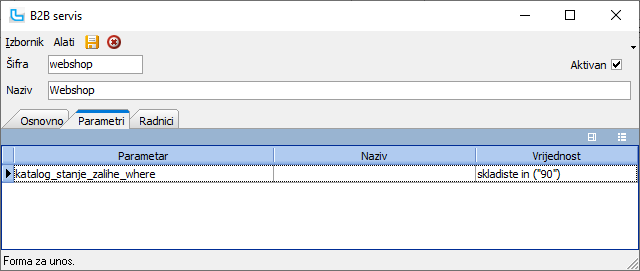 B2B servis
Izbornik Alati
Šifra webshop Aktivan
Naziv Webshop
Osnovno Parametri Radnici
Parametar Naziv Vrijednost
katalog_stanje_zalihe_where skladiste in ("90")
Forma za unos.